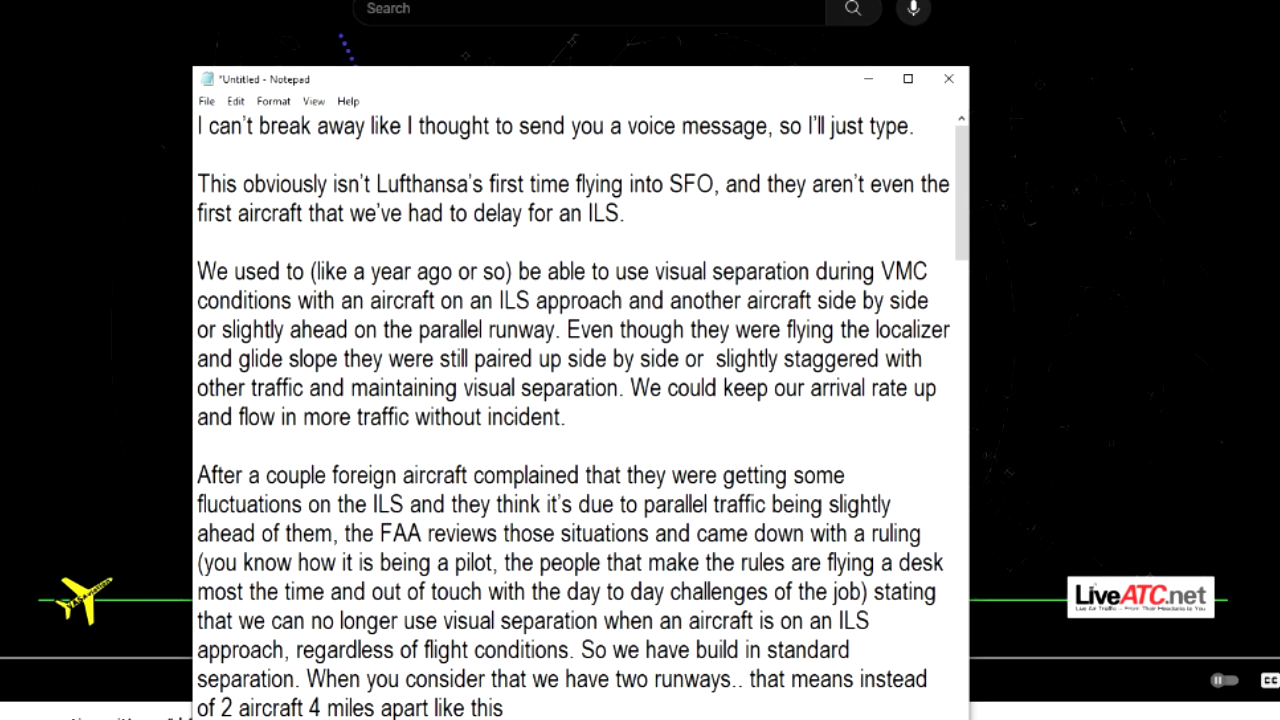 Search
*Untitled - Notepad
File Edit Format View Help
I can't break away like I thought to send you a voice message, so I'll just type.
This obviously isn't Lufthansa's first time flying into SFO, and they aren't even the
first aircraft that we've had to delay for an ILS.
We used to (like a year ago or so) be able to use visual separation during VMC
conditions with an aircraft on an ILS approach and another aircraft side by side
or slightly ahead on the parallel runway. Even though they were flying the localizer
and glide slope they were still paired up side by side or  slightly staggered with
other traffic and maintaining visual separation. We could keep our arrival rate up
and flow in more traffic without incident.
After a couple foreign aircraft complained that they were getting some
fluctuations on the ILS and they think it's due to parallel traffic being slightly
ahead of them, the FAA reviews those situations and came down with a ruling
(you know how it is being a pilot, the people that make the rules are flying a desk
most the time and out of touch with the day to day challenges of the job) stating
that we can no longer use visual separation when an aircraft is on an ILS
approach, regardless of flight conditions. So we have build in standard
separation. When you consider that we have two runways.. that means instead
of 2 aircraft 4 miles apart like this
VASAviation
LiveATC.net
Live Air Traffic - From Their Headsets to You
CC